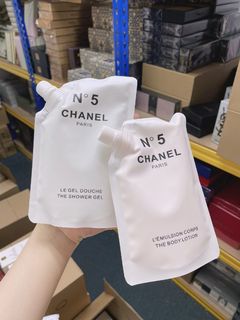 N°5
CHANEL
PARIS
LE GEL DOUCHE
THE SHOWER GEL
N°5
CHANEL
PARIS
L'ÉMULSION CORPS
THE BODY LOTION